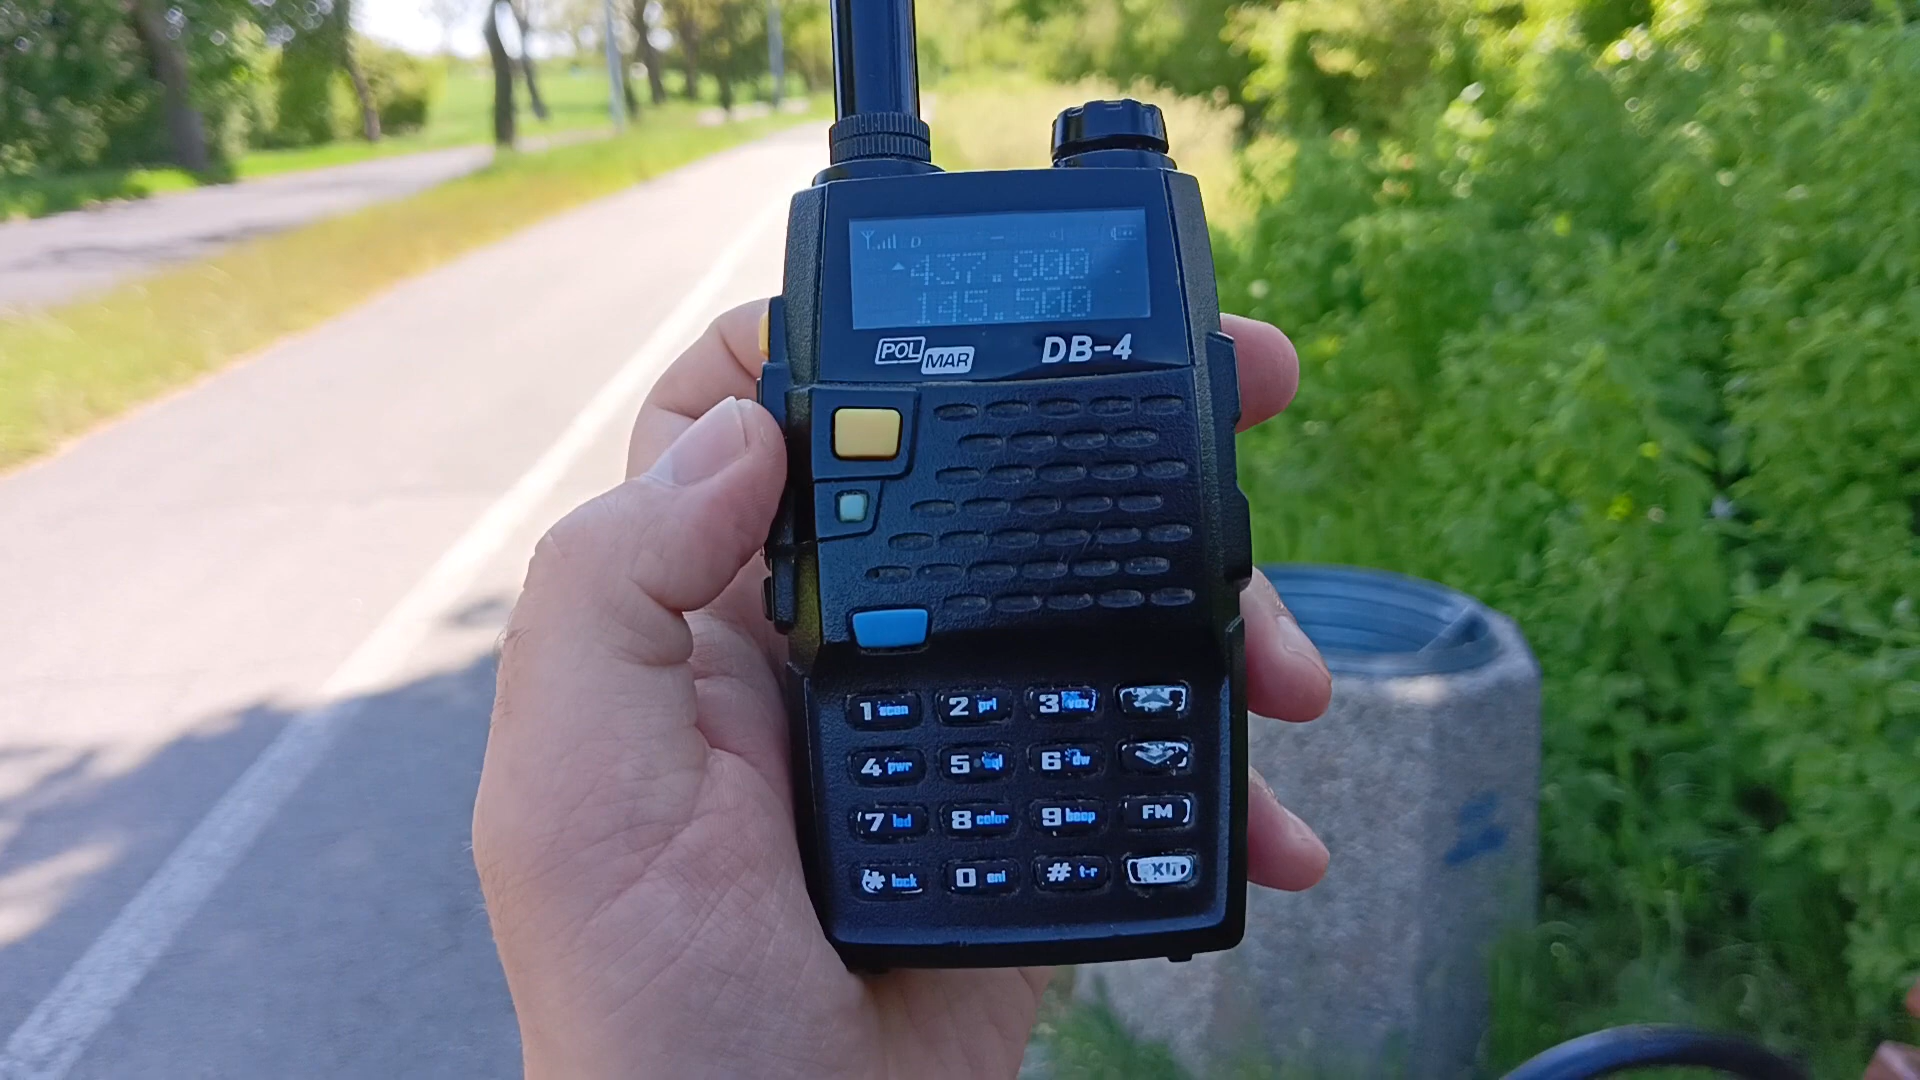 D
437.800
145.500
POL MAR DB-4
1 scan 2 pri 3 vox
4 pwr 5 sql 6 dw
7 led 8 color 9 beep FM
* lock 0 ani # t-r EXIT